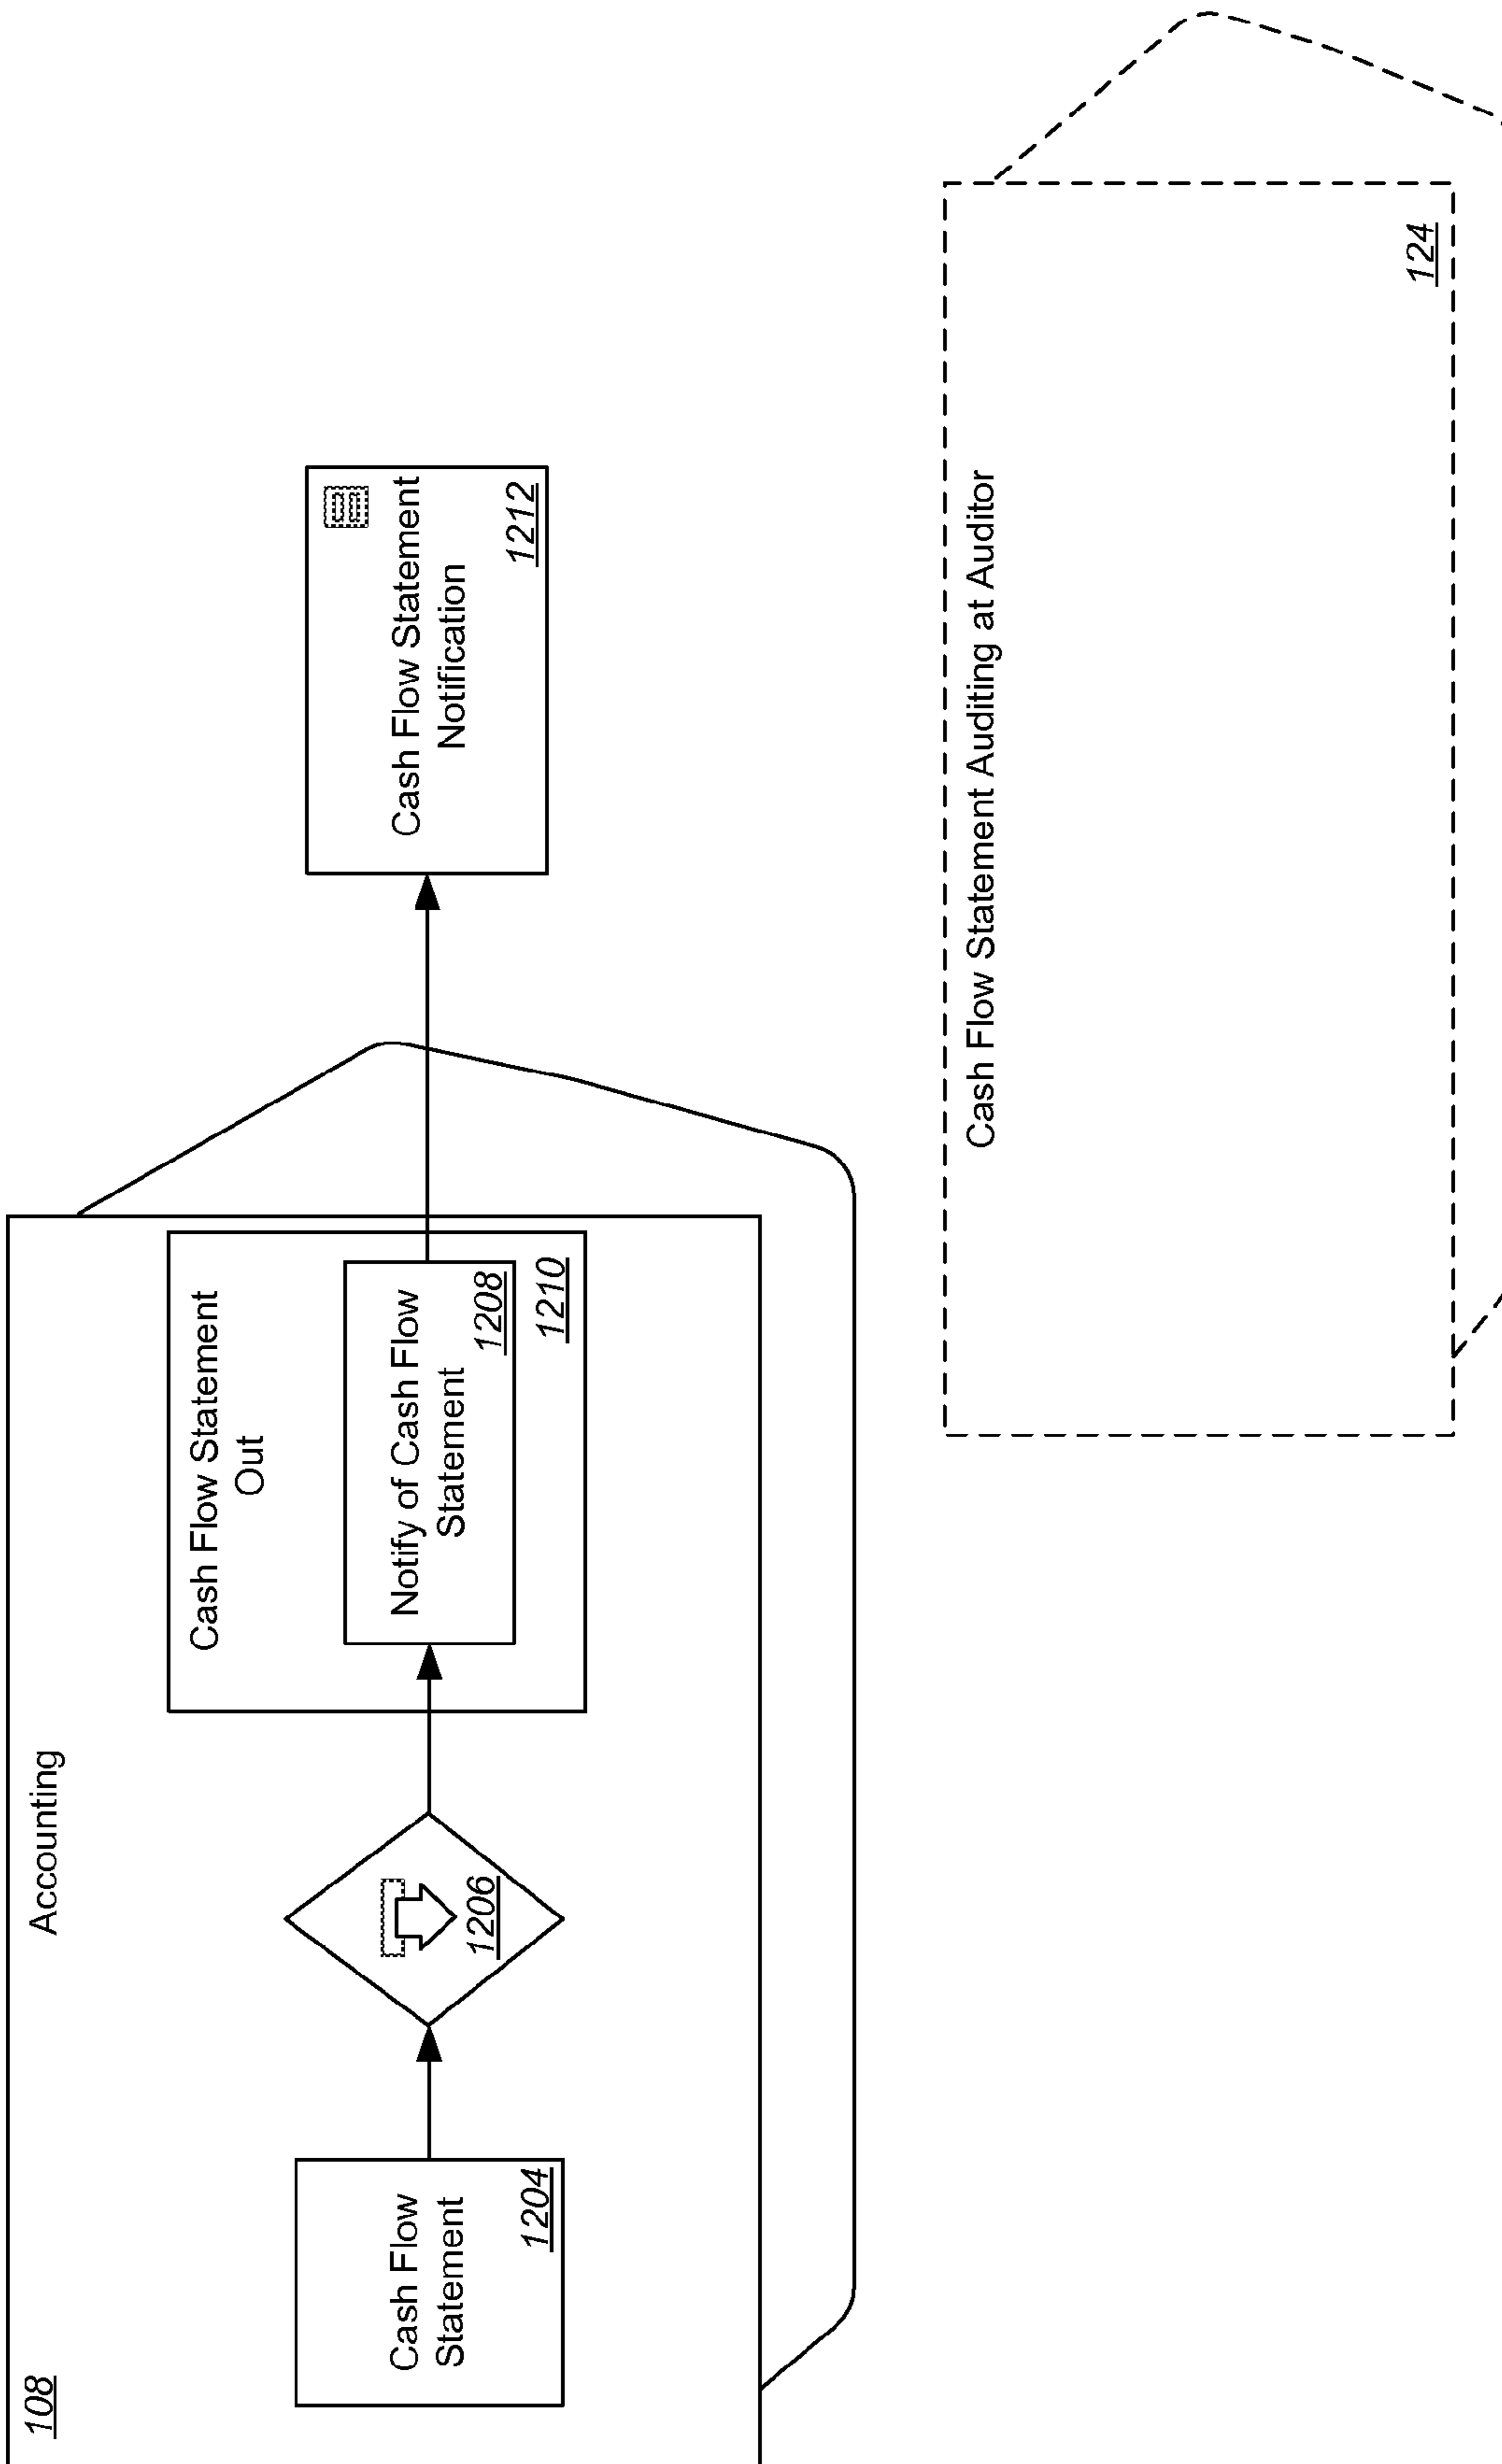 108
Accounting
Cash Flow
Statement
1204
1206
Cash Flow Statement
Out
Notify of Cash Flow
Statement
1208
1210
Cash Flow Statement
Notification
1212
Cash Flow Statement Auditing at Auditor
124